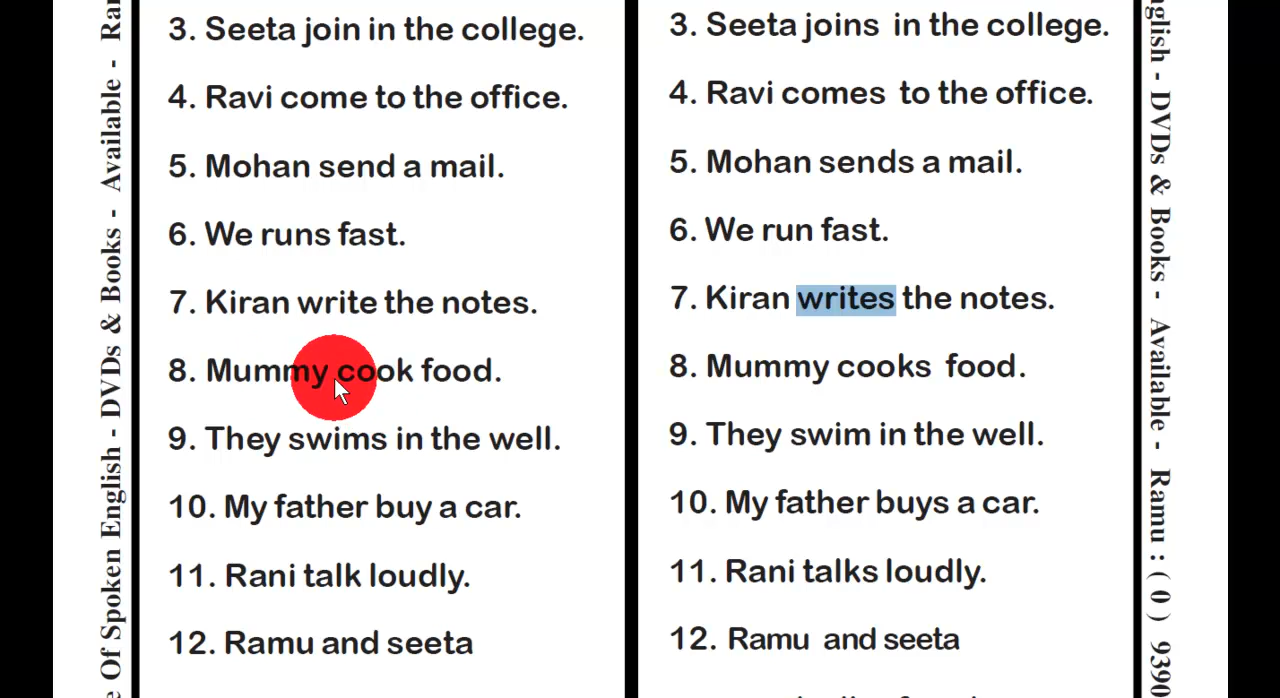 e Of Spoken English - DVDs & Books - Available - Ra
3. Seeta join in the college.
4. Ravi come to the office.
5. Mohan send a mail.
6. We runs fast.
7. Kiran write the notes.
8. Mummy cook food.
9. They swims in the well.
10. My father buy a car.
11. Rani talk loudly.
12. Ramu and seeta
3. Seeta joins in the college.
4. Ravi comes to the office.
5. Mohan sends a mail.
6. We run fast.
7. Kiran writes the notes.
8. Mummy cooks food.
9. They swim in the well.
10. My father buys a car.
11. Rani talks loudly.
12. Ramu and seeta
nglish - DVDs & Books - Available - Ramu : ( 0 ) 9390